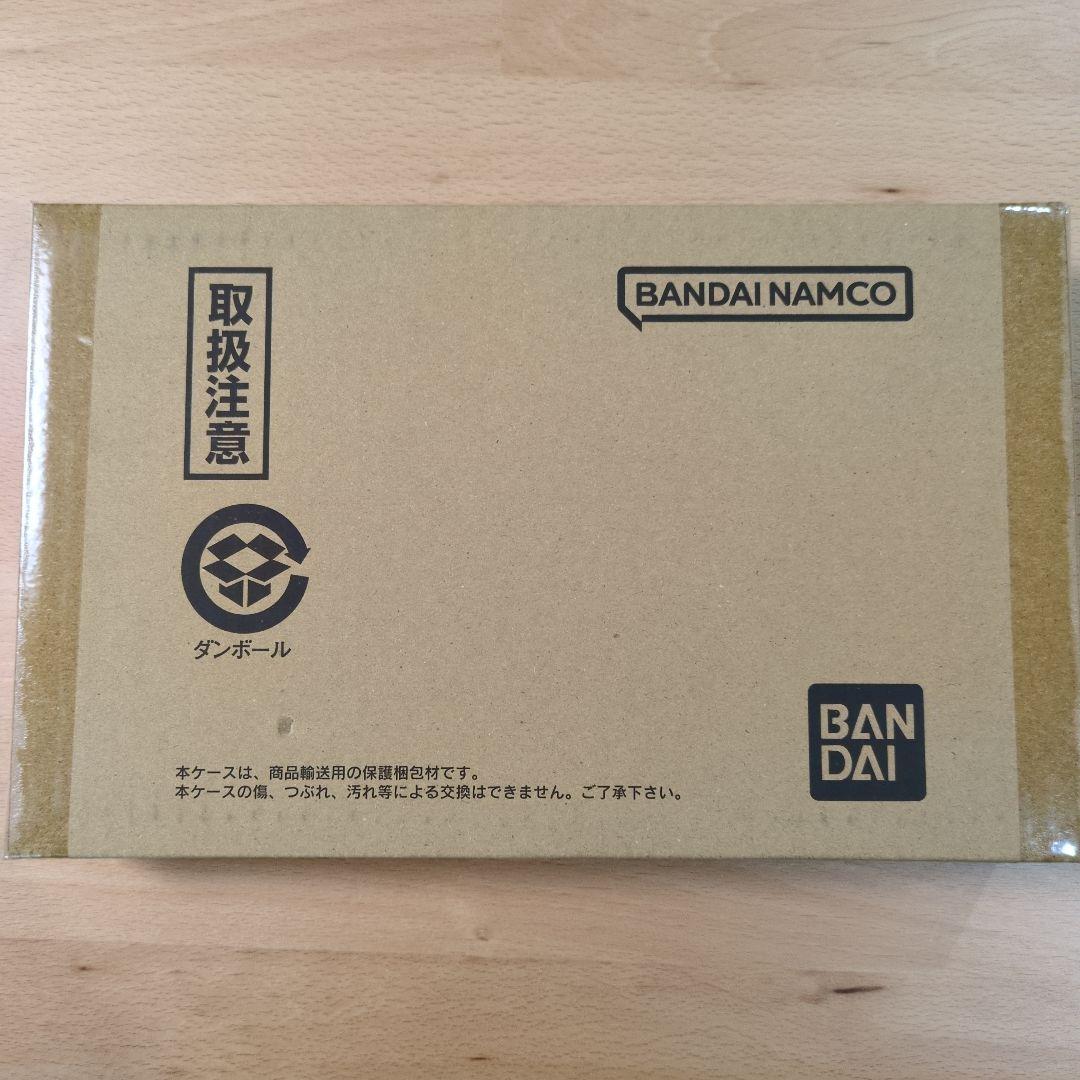 取扱注意
BANDAI NAMCO
ダンボール
BAN
DAI
本ケースは、商品輸送用の保護梱包材です。
本ケースの傷、つぶれ、汚れ等による交換はできません。ご了承下さい。